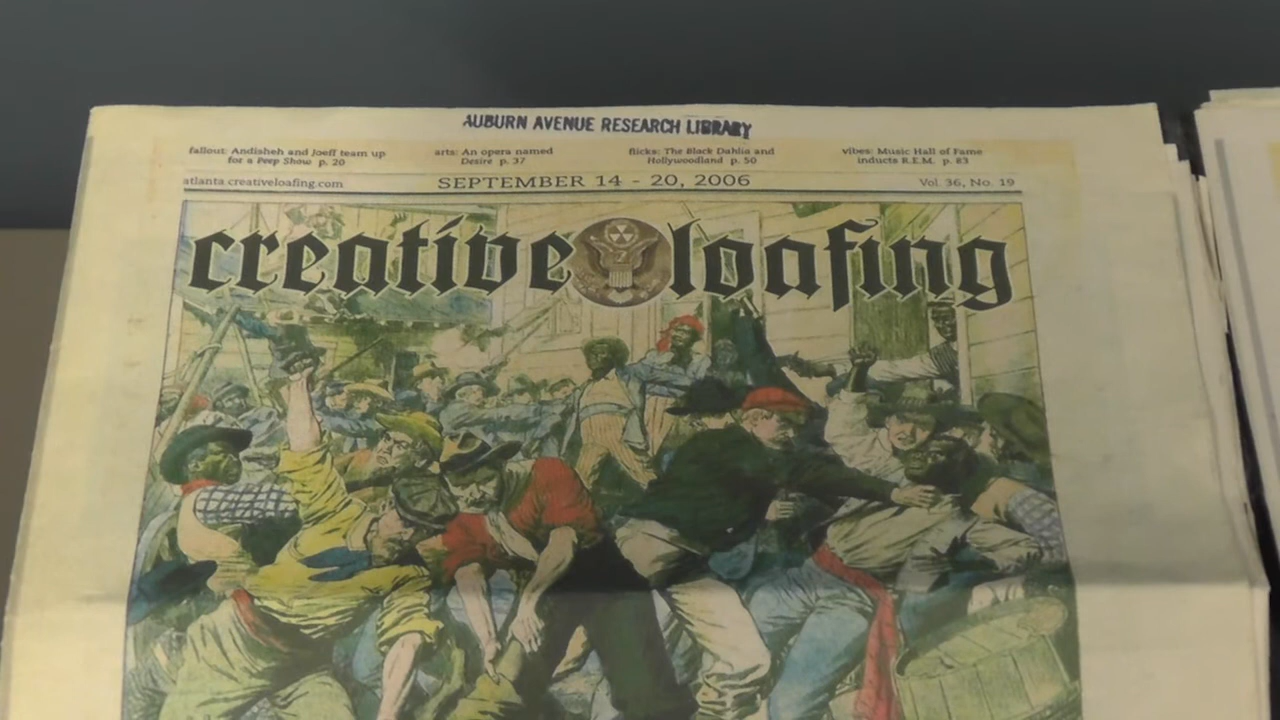 AUBURN AVENUE RESEARCH LIBRARY
fallout: Andisheh and Joeff team up
for a Peep Show p. 20
arts: An opera named
Desire p. 37
flicks: The Black Dahlia and
Hollywoodland p. 50
vibes: Music Hall of Fame
inducts R.E.M. p. 83
atlanta.creativeloafing.com
SEPTEMBER 14 - 20, 2006
Vol. 36, No. 19
creative loafing